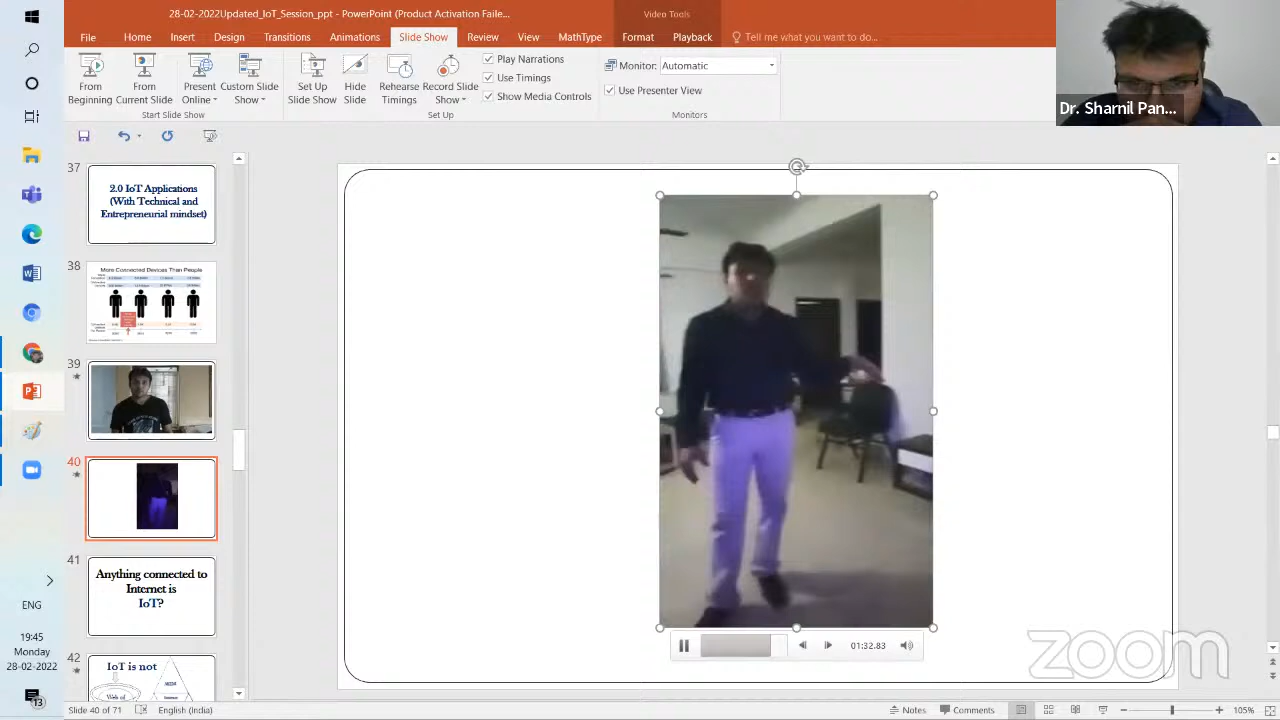 28-02-2022Updated_IoT_Session_ppt - PowerPoint (Product Activation Faile...
Video Tools
File
Home
Insert
Design
Transitions
Animations
Slide Show
Review
View
MathType
Format
Playback
Tell me what you want to do...
From Beginning
From Current Slide
Present Online
Custom Slide Show
Set Up Slide Show
Hide Slide
Rehearse Timings
Record Slide Show
Play Narrations
Use Timings
Show Media Controls
Monitor: Automatic
Use Presenter View
Start Slide Show
Set Up
Monitors
Dr. Sharnil Pan...
37
2.0 IoT Applications
(With Technical and
Entrepreneurial mindset)
38
More Connected Devices Than People
39
40
41
Anything connected to
Internet is
IoT?
42
IoT is not
01:32.83
zoom
ENG
19:45
Monday
28-02-2022
13
Slide 40 of 71
English (India)
Notes
Comments
105%